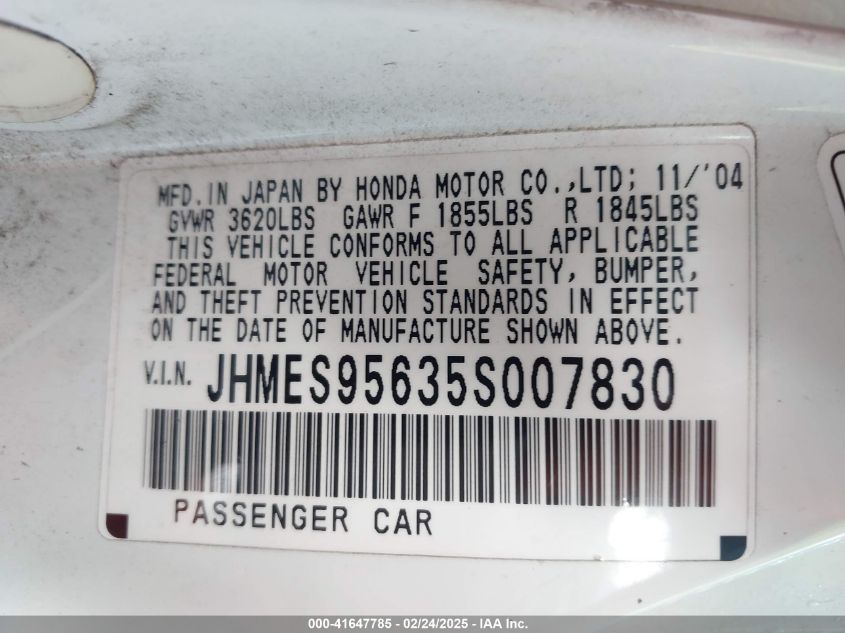 MFD.IN JAPAN BY HONDA MOTOR CO.,LTD; 11/'04
GVWR 3620LBS GAWR F 1855LBS R 1845LBS
THIS VEHICLE CONFORMS TO ALL APPLICABLE
FEDERAL MOTOR VEHICLE SAFETY, BUMPER,
AND THEFT PREVENTION STANDARDS IN EFFECT
ON THE DATE OF MANUFACTURE SHOWN ABOVE.
V.I.N. JHMES95635S007830
PASSENGER CAR
000-41647785 - 02/24/2025 - IAA Inc.